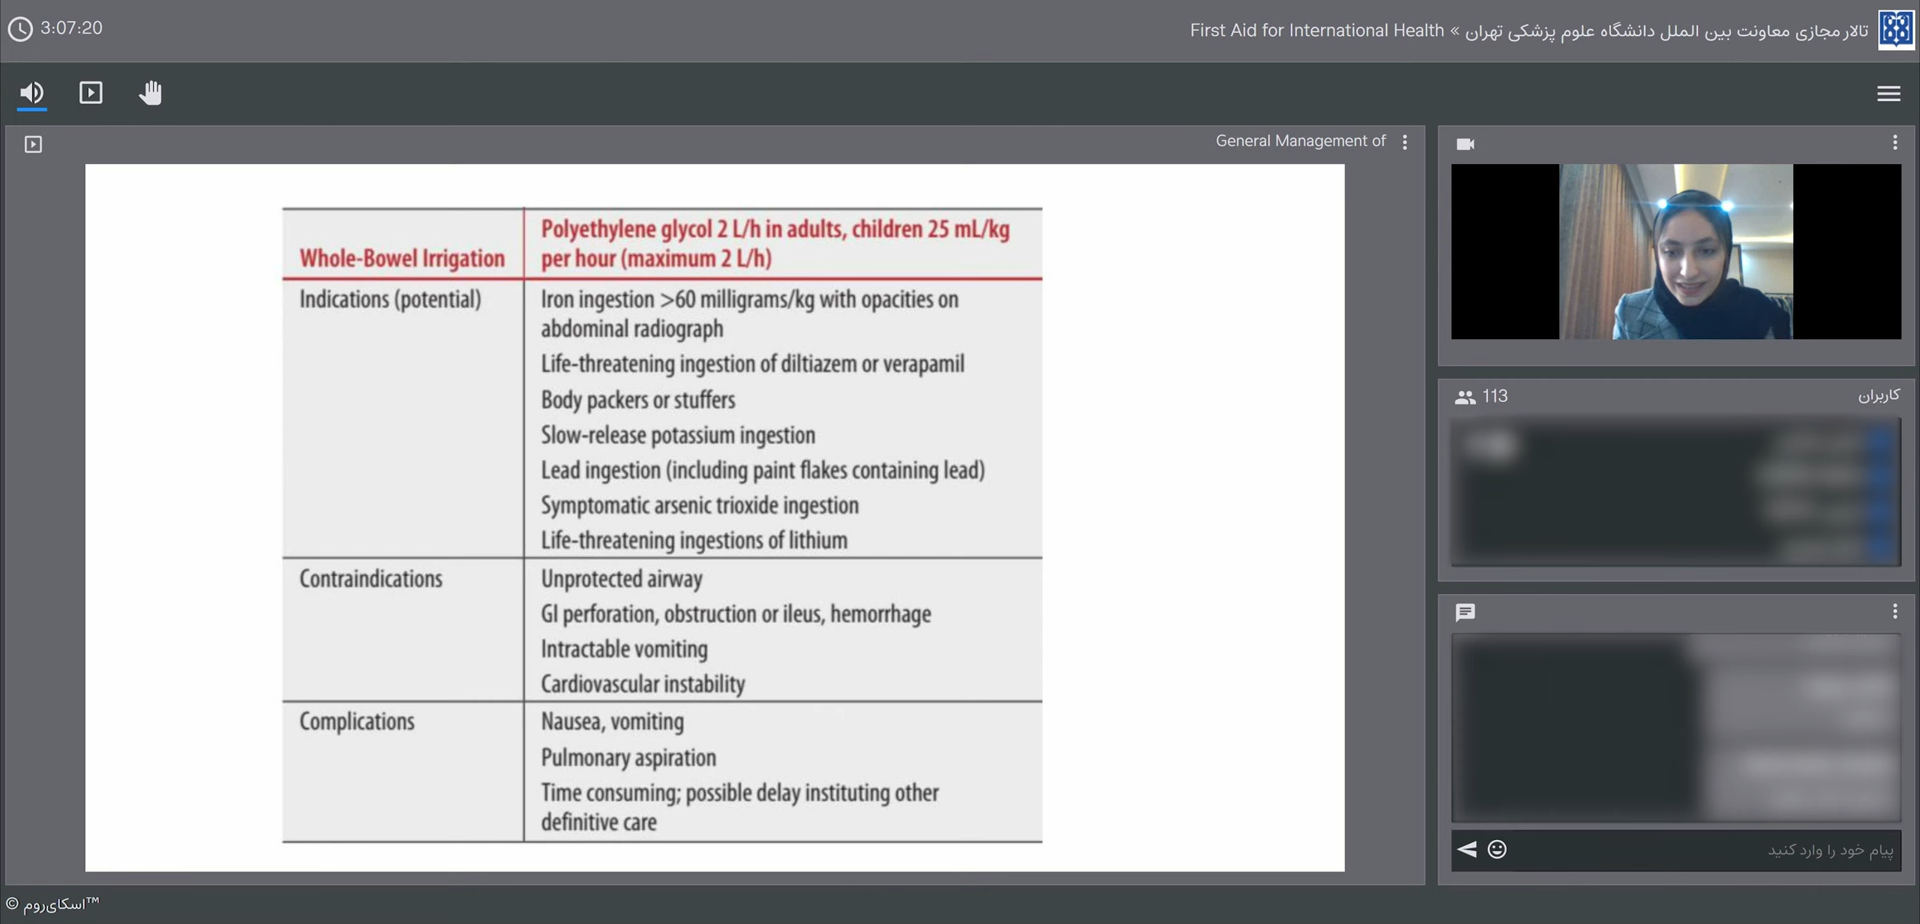 3:07:20
First Aid for International Health « تالار مجازی معاونت بین الملل دانشگاه علوم پزشکی تهران
General Management of
Whole-Bowel Irrigation
Polyethylene glycol 2 L/h in adults, children 25 mL/kg
per hour (maximum 2 L/h)
Indications (potential)
Iron ingestion >60 milligrams/kg with opacities on
abdominal radiograph
Life-threatening ingestion of diltiazem or verapamil
Body packers or stuffers
Slow-release potassium ingestion
Lead ingestion (including paint flakes containing lead)
Symptomatic arsenic trioxide ingestion
Life-threatening ingestions of lithium
Contraindications
Unprotected airway
GI perforation, obstruction or ileus, hemorrhage
Intractable vomiting
Cardiovascular instability
Complications
Nausea, vomiting
Pulmonary aspiration
Time consuming; possible delay instituting other
definitive care
113
کاربران
پیام خود را وارد کنید
© اسکای‌روم™